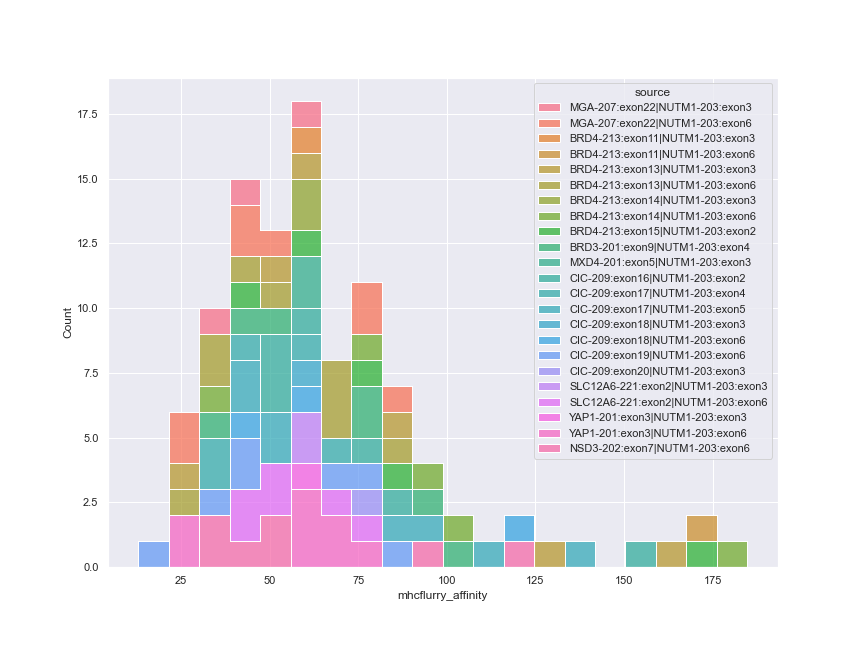 source
MGA-207:exon22|NUTM1-203:exon3
MGA-207:exon22|NUTM1-203:exon6
BRD4-213:exon11|NUTM1-203:exon3
BRD4-213:exon11|NUTM1-203:exon6
BRD4-213:exon13|NUTM1-203:exon3
BRD4-213:exon13|NUTM1-203:exon6
BRD4-213:exon14|NUTM1-203:exon3
BRD4-213:exon14|NUTM1-203:exon6
BRD4-213:exon15|NUTM1-203:exon2
BRD3-201:exon9|NUTM1-203:exon4
MXD4-201:exon5|NUTM1-203:exon3
CIC-209:exon16|NUTM1-203:exon2
CIC-209:exon17|NUTM1-203:exon4
CIC-209:exon17|NUTM1-203:exon5
CIC-209:exon18|NUTM1-203:exon3
CIC-209:exon18|NUTM1-203:exon6
CIC-209:exon19|NUTM1-203:exon6
CIC-209:exon20|NUTM1-203:exon3
SLC12A6-221:exon2|NUTM1-203:exon3
SLC12A6-221:exon2|NUTM1-203:exon6
YAP1-201:exon3|NUTM1-203:exon3
YAP1-201:exon3|NUTM1-203:exon6
NSD3-202:exon7|NUTM1-203:exon6
17.5
15.0
12.5
10.0
7.5
5.0
2.5
0.0
Count
25 50 75 100 125 150 175
mhcflurry_affinity